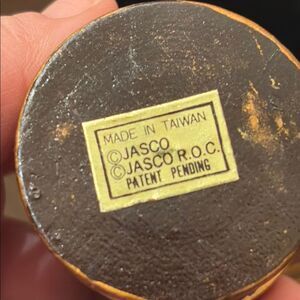 MADE IN TAIWAN
©JASCO
©JASCO R.O.C.
PATENT PENDING